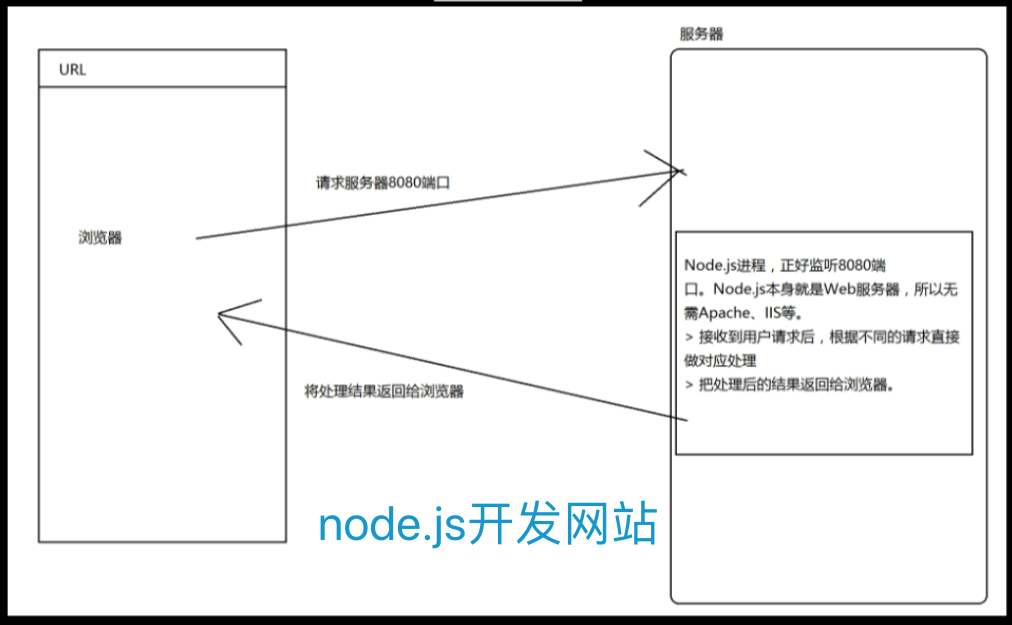 服务器
URL
请求服务器8080端口
浏览器
Node.js进程，正好监听8080端
口。Node.js本身就是Web服务器，所以无
需Apache、IIS等。
> 接收到用户请求后，根据不同的请求直接
做对应处理
> 把处理后的结果返回给浏览器。
将处理结果返回给浏览器
node.js开发网站